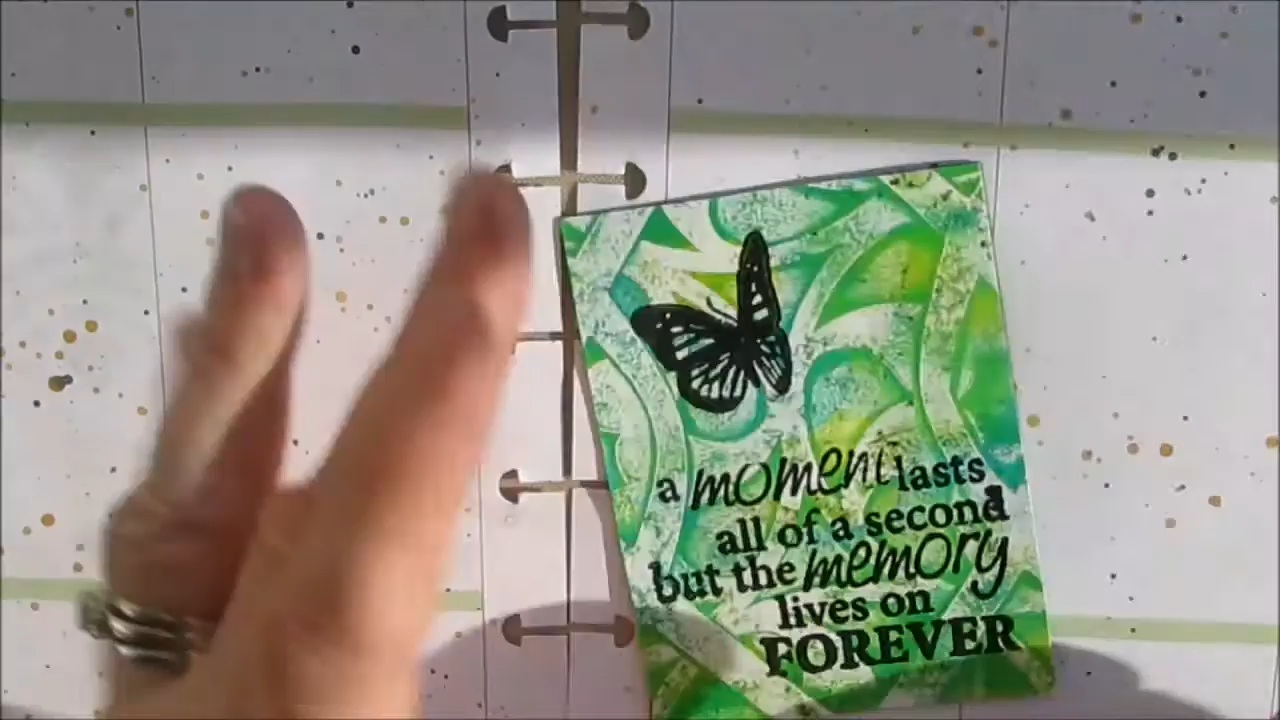 a moment lasts
all of a second
but the memory
lives on
FOREVER